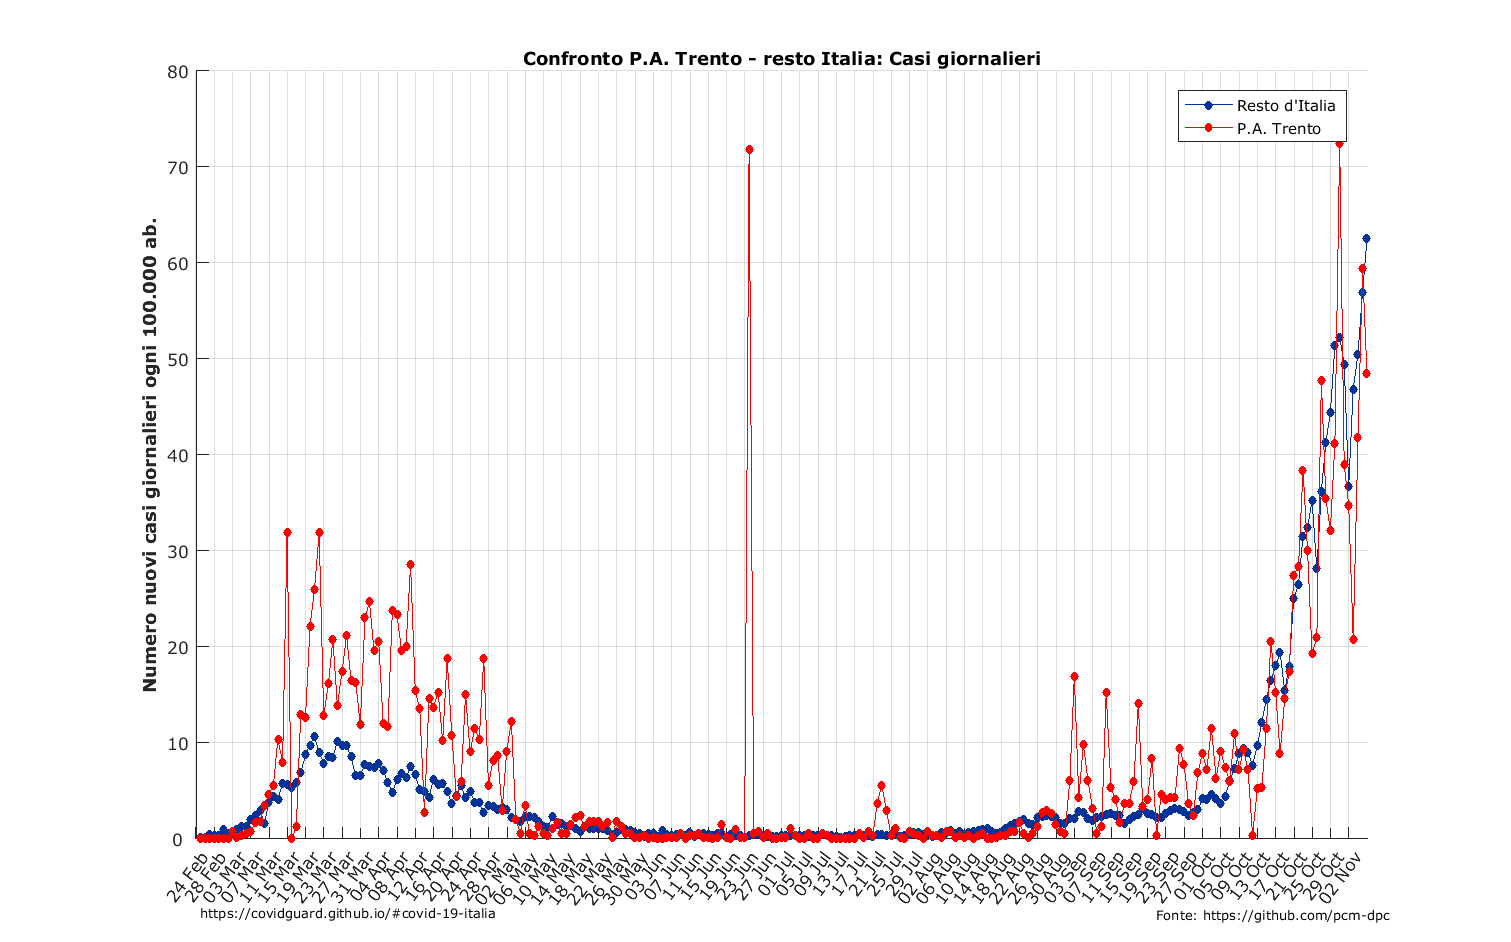 Confronto P.A. Trento - resto Italia: Casi giornalieri
Resto d'Italia
P.A. Trento
Numero nuovi casi giornalieri ogni 100.000 ab.
80
70
60
50
40
30
20
10
0
24 Feb
28 Feb
03 Mar
07 Mar
11 Mar
15 Mar
19 Mar
23 Mar
27 Mar
31 Mar
04 Apr
08 Apr
12 Apr
16 Apr
20 Apr
24 Apr
28 Apr
02 May
06 May
10 May
14 May
18 May
22 May
26 May
30 May
03 Jun
07 Jun
11 Jun
15 Jun
19 Jun
23 Jun
27 Jun
01 Jul
05 Jul
09 Jul
13 Jul
17 Jul
21 Jul
25 Jul
29 Jul
02 Aug
06 Aug
10 Aug
14 Aug
18 Aug
22 Aug
26 Aug
30 Aug
03 Sep
07 Sep
11 Sep
15 Sep
19 Sep
23 Sep
27 Sep
01 Oct
05 Oct
09 Oct
13 Oct
17 Oct
21 Oct
25 Oct
29 Oct
02 Nov
https://covidguard.github.io/#covid-19-italia
Fonte: https://github.com/pcm-dpc